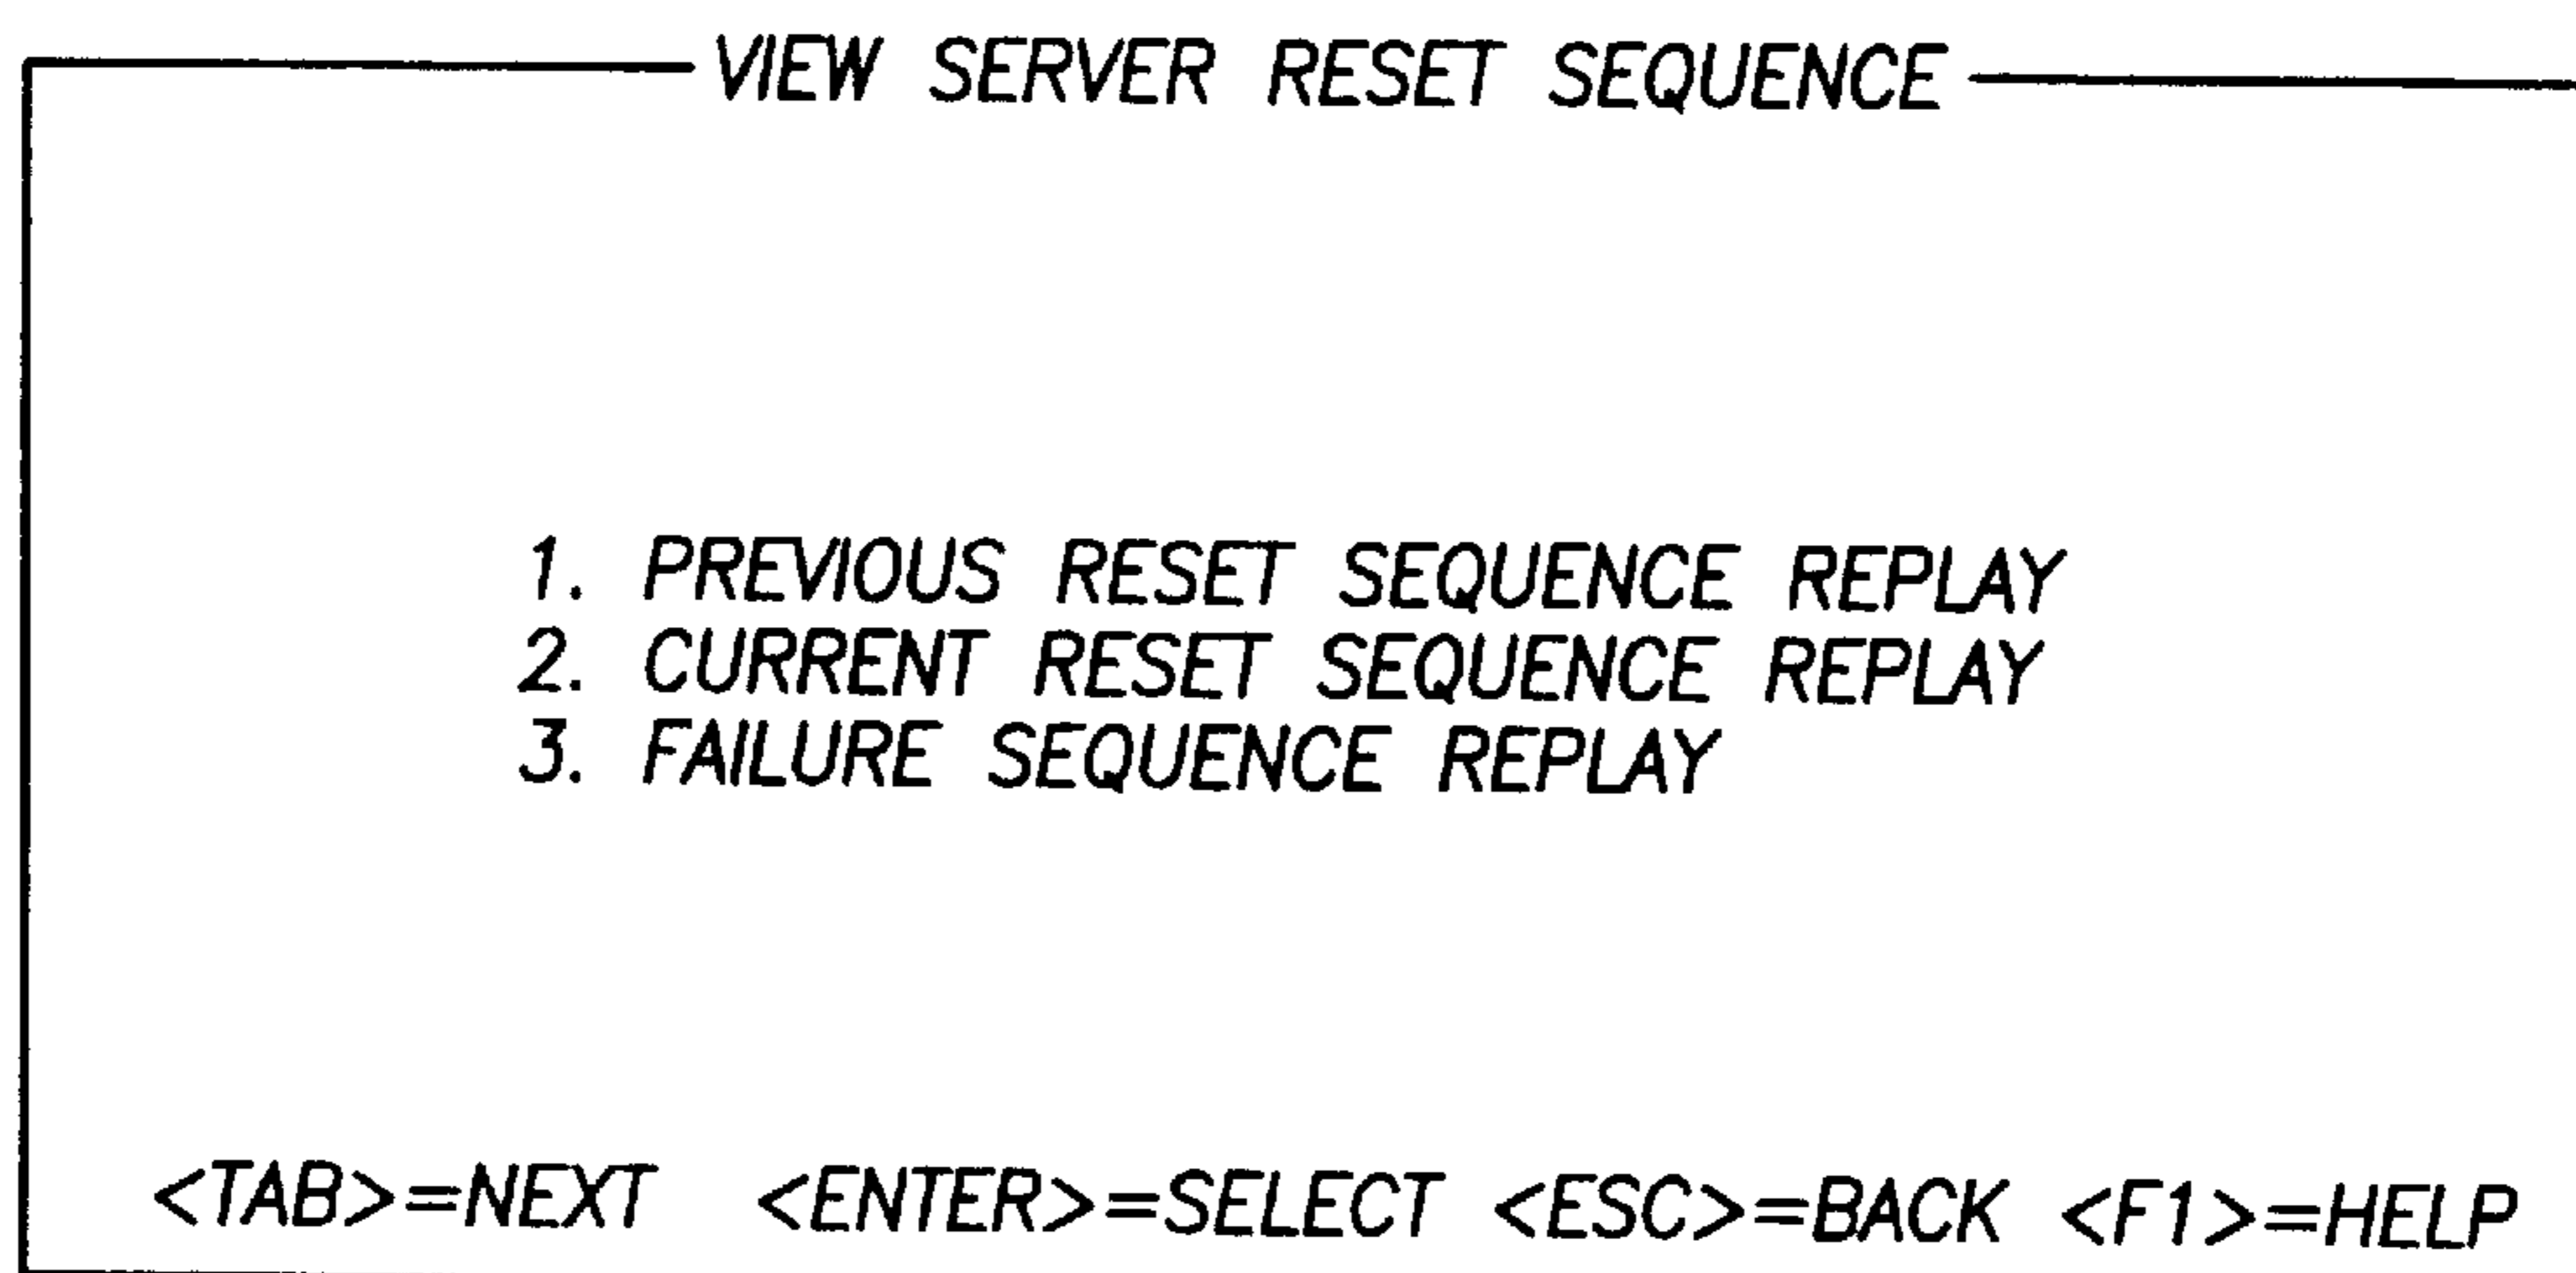 VIEW SERVER RESET SEQUENCE
1. PREVIOUS RESET SEQUENCE REPLAY
2. CURRENT RESET SEQUENCE REPLAY
3. FAILURE SEQUENCE REPLAY
<TAB>=NEXT <ENTER>=SELECT <ESC>=BACK <F1>=HELP